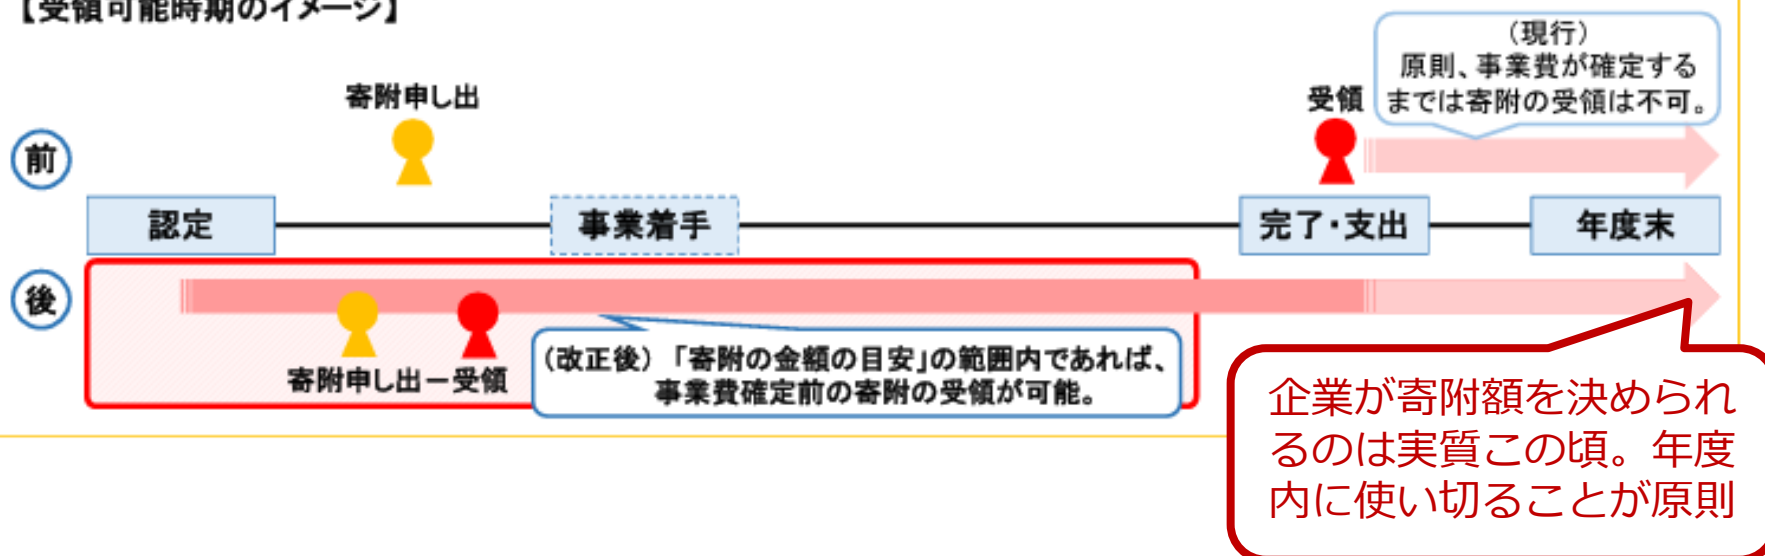 【受領可能時期のイメージ】
(現行)
原則、事業費が確定する
までは寄附の受領は不可。
寄附申し出
受領
前
認定
事業着手
完了・支出
年度末
後
寄附申し出ー受領
(改正後)「寄附の金額の目安」の範囲内であれば、
事業費確定前の寄附の受領が可能。
企業が寄附額を決められ
るのは実質この頃。年度
内に使い切ることが原則